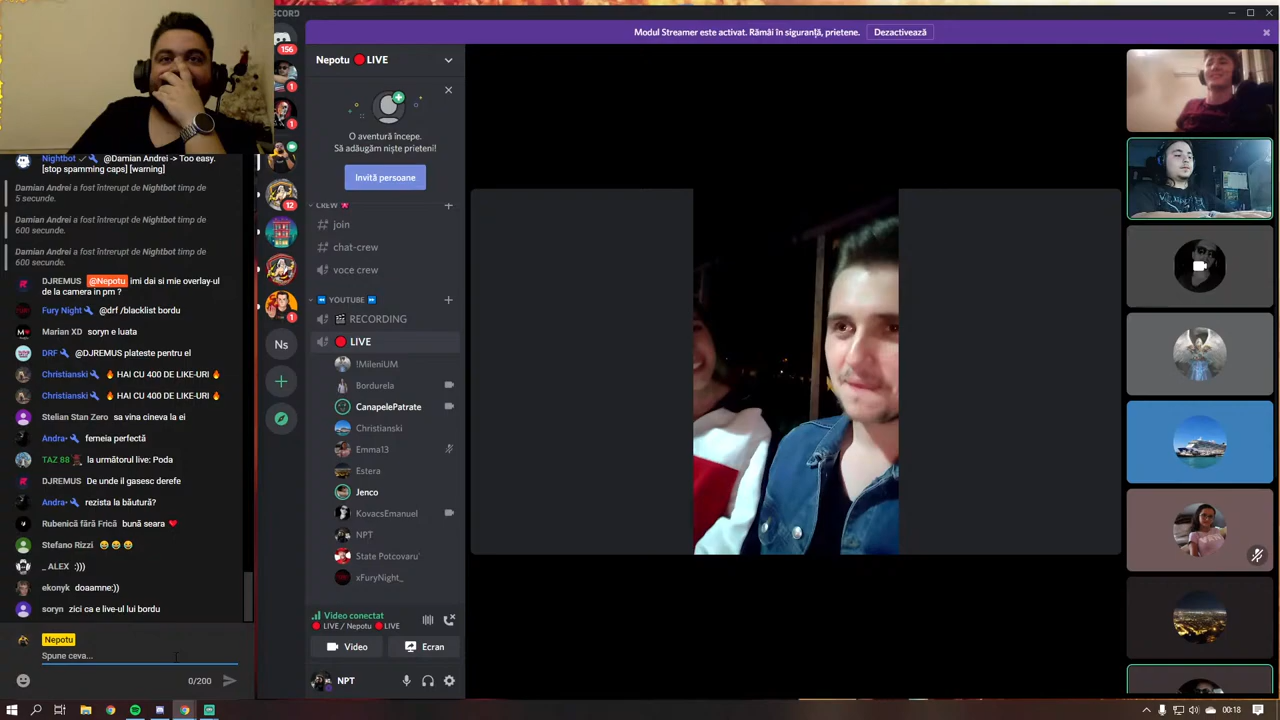 SCORD
Modul Streamer este activat. Rămâi în siguranță, prietene.
Dezactivează
Nightbot @Damian Andrei -> Too easy.
[stop spamming caps] [warning]
Damian Andrei a fost întrerupt de Nightbot timp de
5 secunde.
Damian Andrei a fost întrerupt de Nightbot timp de
600 secunde.
Damian Andrei a fost întrerupt de Nightbot timp de
600 secunde.
DJREMUS @Nepotu imi dai si mie overlay-ul
de la camera in pm ?
Fury Night @drf /blacklist bordu
Marian XD soryn e luata
DRF @DJREMUS plateste pentru el
Christianski 🔥 HAI CU 400 DE LIKE-URI 🔥
Christianski 🔥 HAI CU 400 DE LIKE-URI 🔥
Stelian Stan Zero sa vina cineva la ei
Andra• femeia perfectă
TAZ 88 la următorul live: Poda
DJREMUS De unde il gasesc derefe
Andra• rezista la băutură?
Rubenică fără Frică bună seara ❤️
Stefano Rizzi 😂 😂 😂
_ ALEX :)))
ekonyk doaamne:))
soryn zici ca e live-ul lui bordu
Nepotu
Spune ceva...
0/200
156
1
1
12
1
Ns
Nepotu 🔴 LIVE
O aventură începe.
Să adăugăm niște prieteni!
Invită persoane
CREW
join
chat-crew
voce crew
YOUTUBE
RECORDING
LIVE
!MileniUM
Bordurela
CanapelePatrate
Christianski
Emma13
Estera
Jenco
KovacsEmanuel
NPT
State Potcovaru'
xFuryNight_
Video conectat
🔴 LIVE / Nepotu 🔴 LIVE
Video
Ecran
NPT
00:18